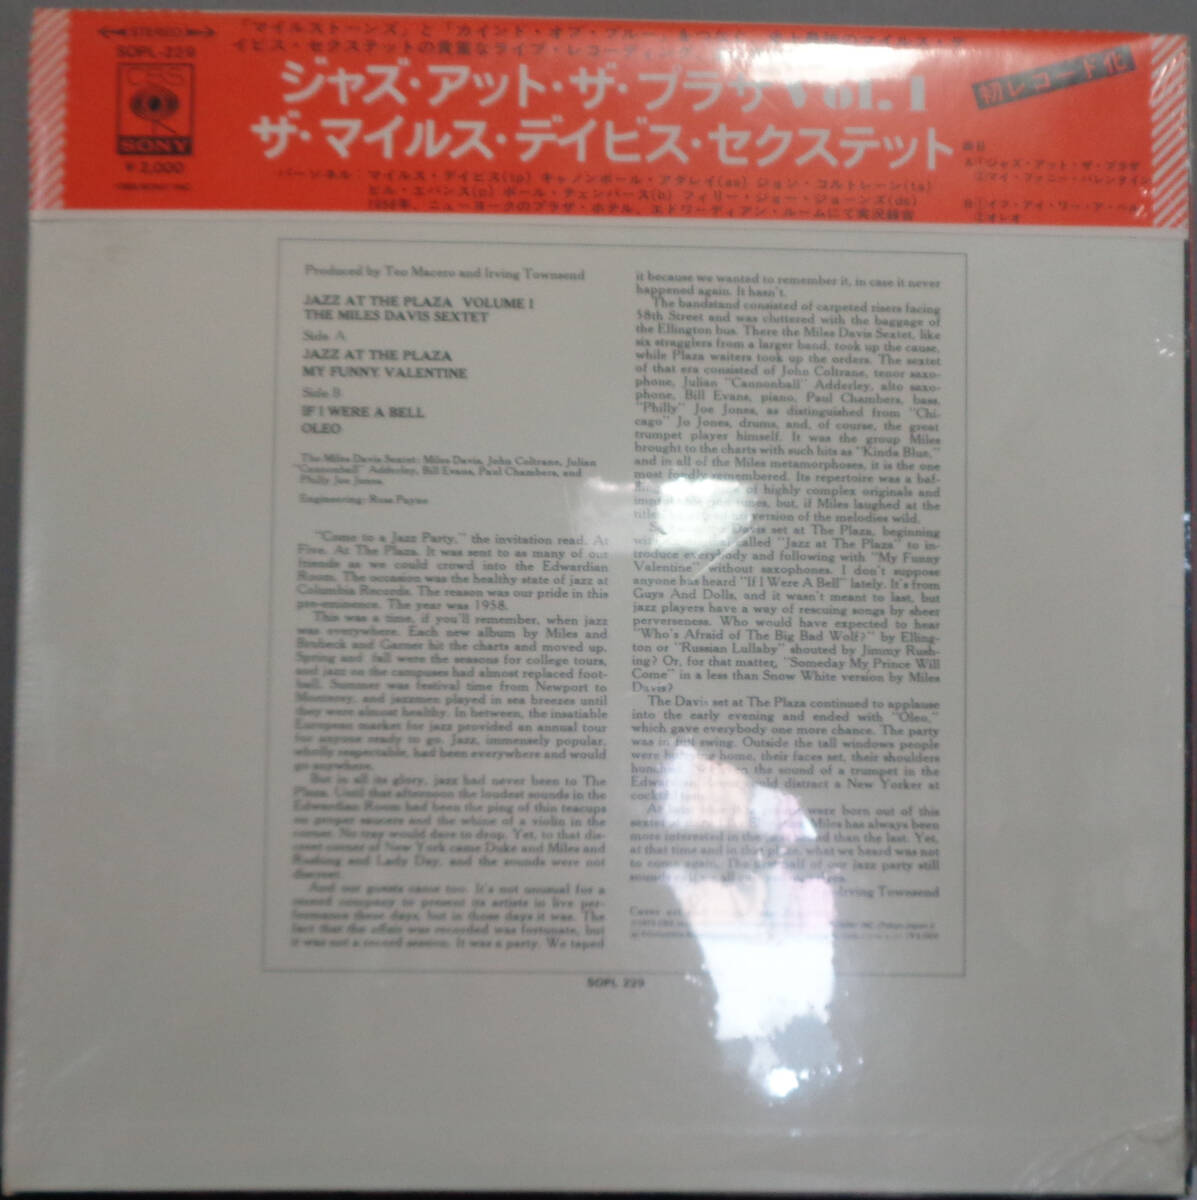 STEREO
SOPL-229
CBS
SONY
¥2,000
ジャズ・アット・ザ・プラザ Vol.1
ザ・マイルス・デイビス・セクステット
初レコード化
パーソネル：マイルス・デイビス(tp) キャノンボール・アダレイ(as) ジョン・コルトレーン(ts)
ビル・エバンス(p) ポール・チェンバース(b) フィリー・ジョー・ジョーンズ(ds)
1958年、ニューヨークのプラザ・ホテル、エドワーディアン・ルームにて実況録音
曲目
A①ジャズ・アット・ザ・プラザ
②マイ・ファニー・バレンタイン
B①イフ・アイ・ワー・ア・ベル
②オレオ
Produced by Teo Macero and Irving Townsend
JAZZ AT THE PLAZA VOLUME I
THE MILES DAVIS SEXTET
Side A
JAZZ AT THE PLAZA
MY FUNNY VALENTINE
Side B
IF I WERE A BELL
OLEO
The Miles Davis Sextet: Miles Davis, John Coltrane, Julian
"Cannonball" Adderley, Bill Evans, Paul Chambers, and
Philly Joe Jones.
Engineering: Russ Payne
"Come to a Jazz Party," the invitation read. At
Five. At The Plaza. It was sent to as many of our
friends as we could crowd into the Edwardian
Room. The occasion was the healthy state of jazz at
Columbia Records. The reason was our pride in this
pre-eminence. The year was 1958.
This was a time, if you'll remember, when jazz
was everywhere. Each new album by Miles and
Brubeck and Garner hit the charts and moved up.
Spring and fall were the seasons for college tours,
and jazz on the campuses had almost replaced foot-
ball. Summer was festival time from Newport to
Monterey, and jazzmen played in sea breezes until
they were almost healthy. In between, the insatiable
European market for jazz provided an annual tour
for anyone ready to go. Jazz, immensely popular,
wholly respectable, had been everywhere and would
go anywhere.
But in all its glory, jazz had never been to The
Plaza. Until that afternoon the loudest sounds in the
Edwardian Room had been the ping of thin teacups
on proper saucers and the whine of a violin in the
corner. No tray would dare to drop. Yet, to that dis-
creet corner of New York came Duke and Miles and
Rushing and Lady Day, and the sounds were not
discreet.
And our guests came too. It's not unusual for a
record company to present its artists in live per-
formance these days, but in those days it was. The
fact that the affair was recorded was fortunate, but
it was not a record session. It was a party. We taped
it because we wanted to remember it, in case it never
happened again. It hasn't.
The bandstand consisted of carpeted risers facing
58th Street and was cluttered with the baggage of
the Ellington bus. There the Miles Davis Sextet, like
six stragglers from a larger band, took up the cause,
while Plaza waiters took up the orders. The sextet
of that era consisted of John Coltrane, tenor saxo-
phone, Julian "Cannonball" Adderley, alto saxo-
phone, Bill Evans, piano, Paul Chambers, bass,
"Philly" Joe Jones, as distinguished from "Chi-
cago" Jo Jones, drums, and, of course, the great
trumpet player himself. It was the group Miles
brought to the charts with such hits as "Kinda Blue,"
and in all of the Miles metamorphoses, it is the one
most fondly remembered. Its repertoire was a baf-
of highly complex originals and
tunes, but, if Miles laughed at the
version of the melodies wild.
Davis set at The Plaza, beginning
called "Jazz at The Plaza" to in-
troduce everybody and following with "My Funny
Valentine" without saxophones. I don't suppose
anyone has heard "If I Were A Bell" lately. It's from
Guys And Dolls, and it wasn't meant to last, but
jazz players have a way of rescuing songs by sheer
perverseness. Who would have expected to hear
"Who's Afraid of The Big Bad Wolf?" by Elling-
ton or "Russian Lullaby" shouted by Jimmy Rush-
ing? Or, for that matter, "Someday My Prince Will
Come" in a less than Snow White version by Miles
Davis?
The Davis set at The Plaza continued to applause
into the early evening and ended with "Oleo,"
which gave everybody one more chance. The party
was in full swing. Outside the tall windows people
were home, their faces set, their shoulders
the sound of a trumpet in the
Edwardian distract a New Yorker at
were born out of this
Miles has always been
more interested in the than the last. Yet,
at that time and in that place, what we heard was not
to come again. The half of our jazz party still
Irving Townsend
SOPL 229